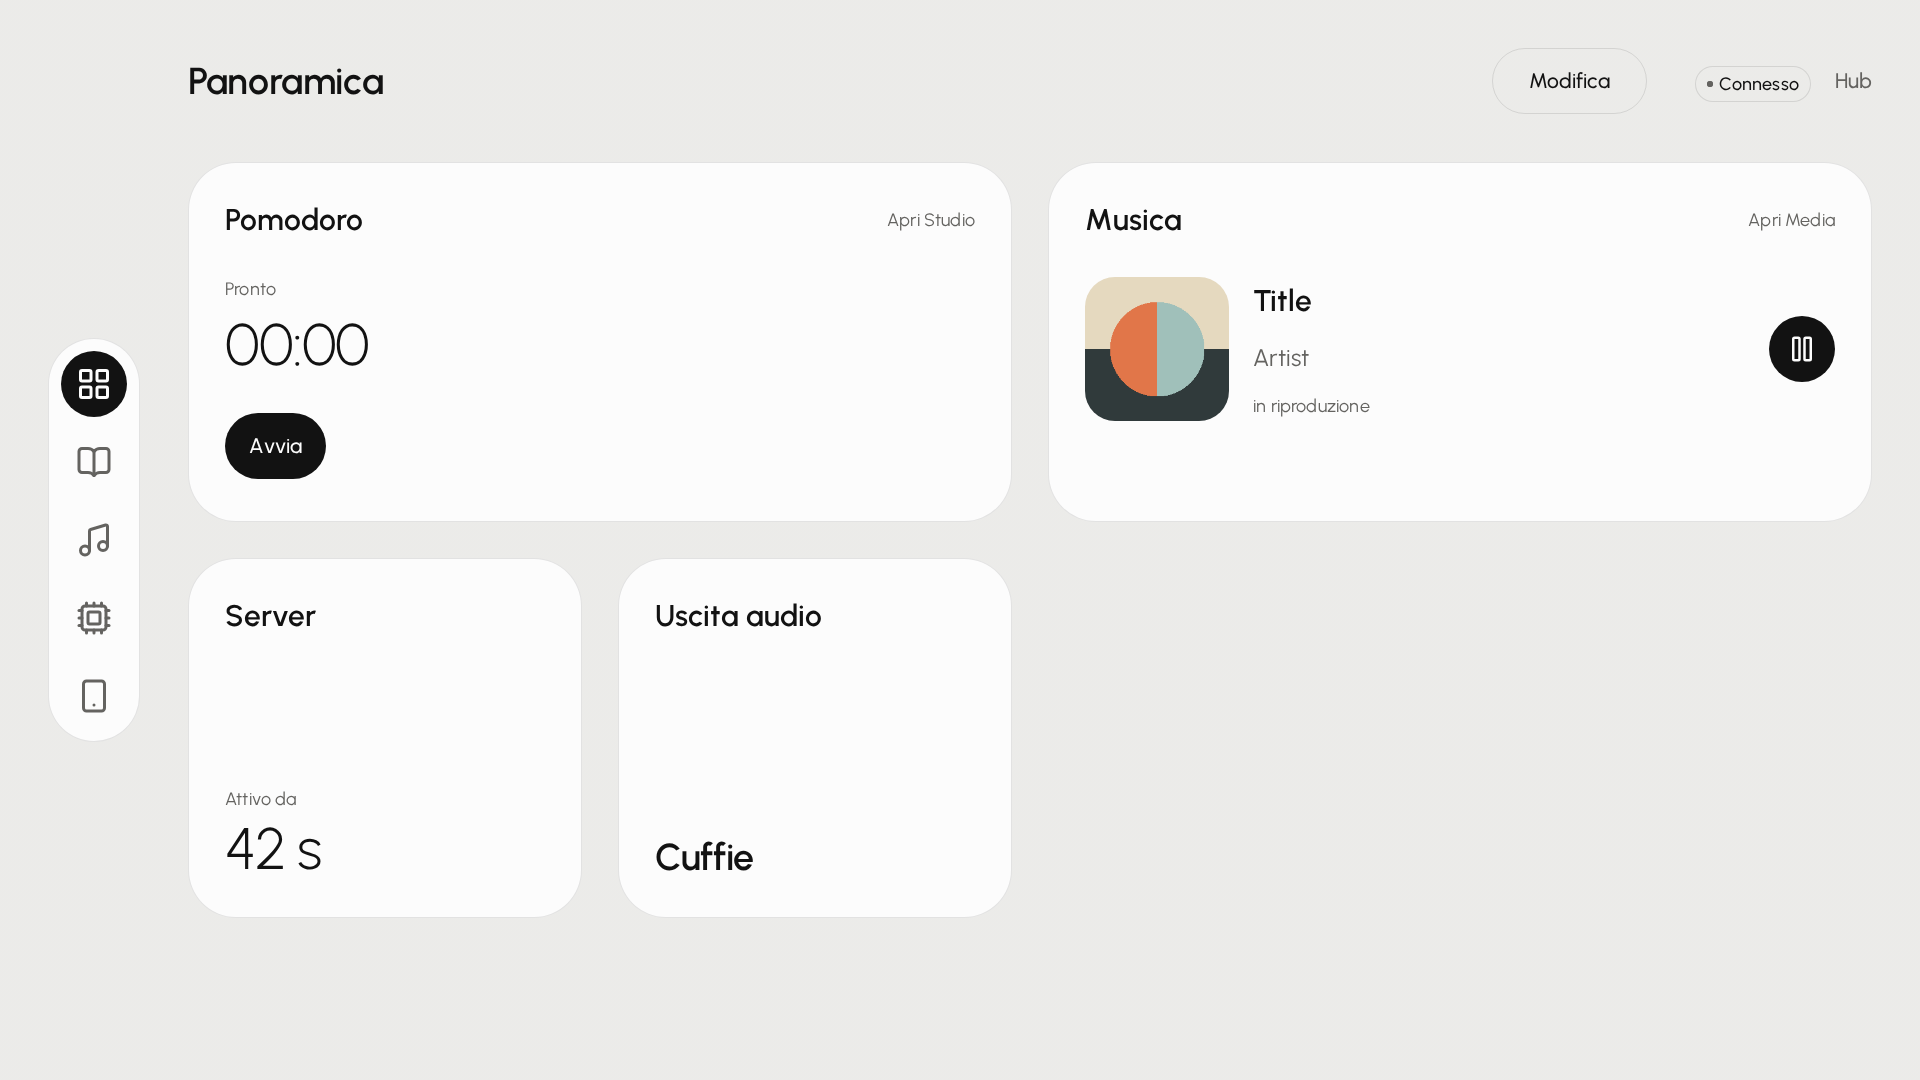 Panoramica
Modifica
Connesso
Hub
Pomodoro
Apri Studio
Pronto
00:00
Avvia
Musica
Apri Media
Title
Artist
in riproduzione
Server
Attivo da
42 s
Uscita audio
Cuffie